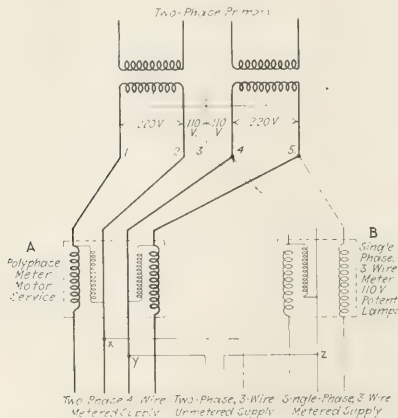 Two-Phase Primary
220V 110 V. 110 V 220V
1 2 3 4 5
A
Polyphase
Meter
Motor
Service
B
Single
Phase,
3 Wire
Meter
110 V
Potent
Lamps
X
Y
Z
Two Phase 4 Wire
Metered Supply
Two-Phase, 3-Wire
Unmetered Supply
Single-Phase, 3 Wire
Metered Supply